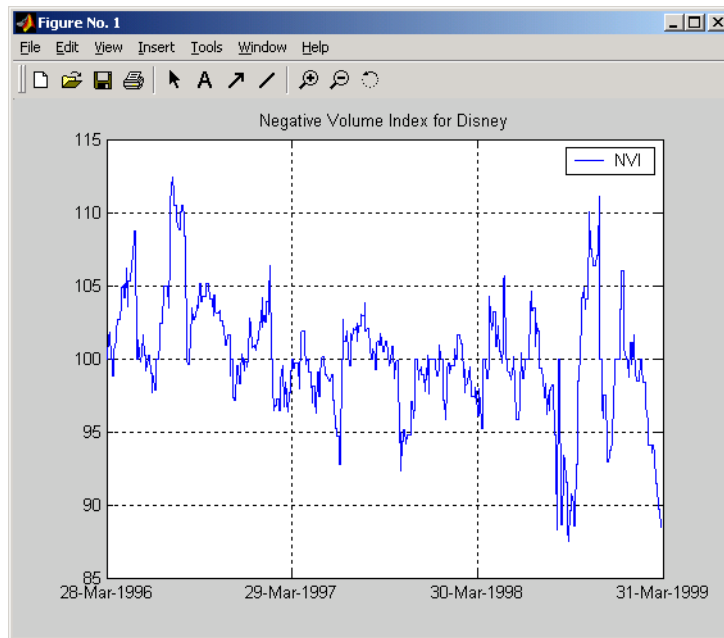 Figure No. 1
File Edit View Insert Tools Window Help
A
Negative Volume Index for Disney
NVI
115
110
105
100
95
90
85
28-Mar-1996 29-Mar-1997 30-Mar-1998 31-Mar-1999